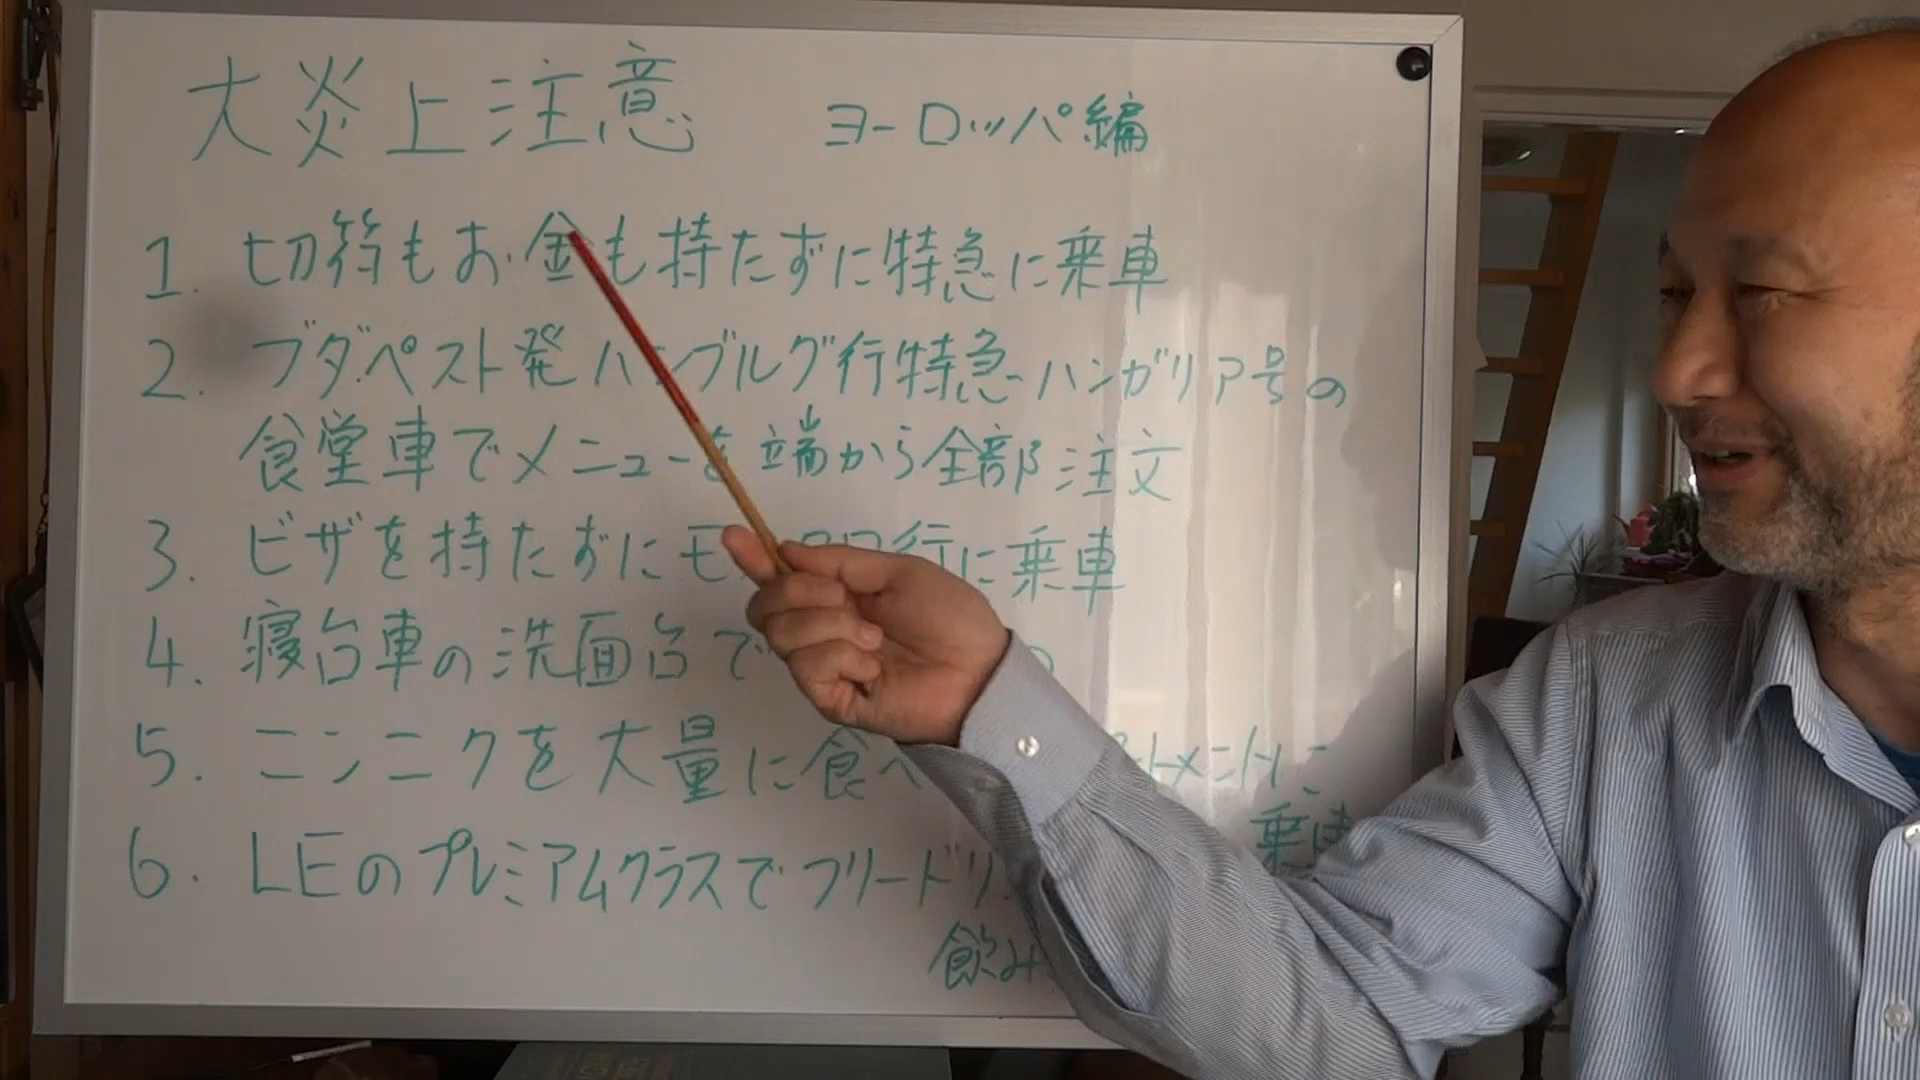 大炎上注意 ヨーロッパ編
1. 切符もお金も持たずに特急に乗車
2. ブダペスト発ハンブルグ行特急ハンガリア号の
食堂車でメニューを端から全部注文
3. ビザを持たずにモ 行に乗車
4. 寝台車の洗面台で
5. ニンニクを大量に食べ トメントに
乗車
6. LEのプレミアムクラスでフリードリ
飲み